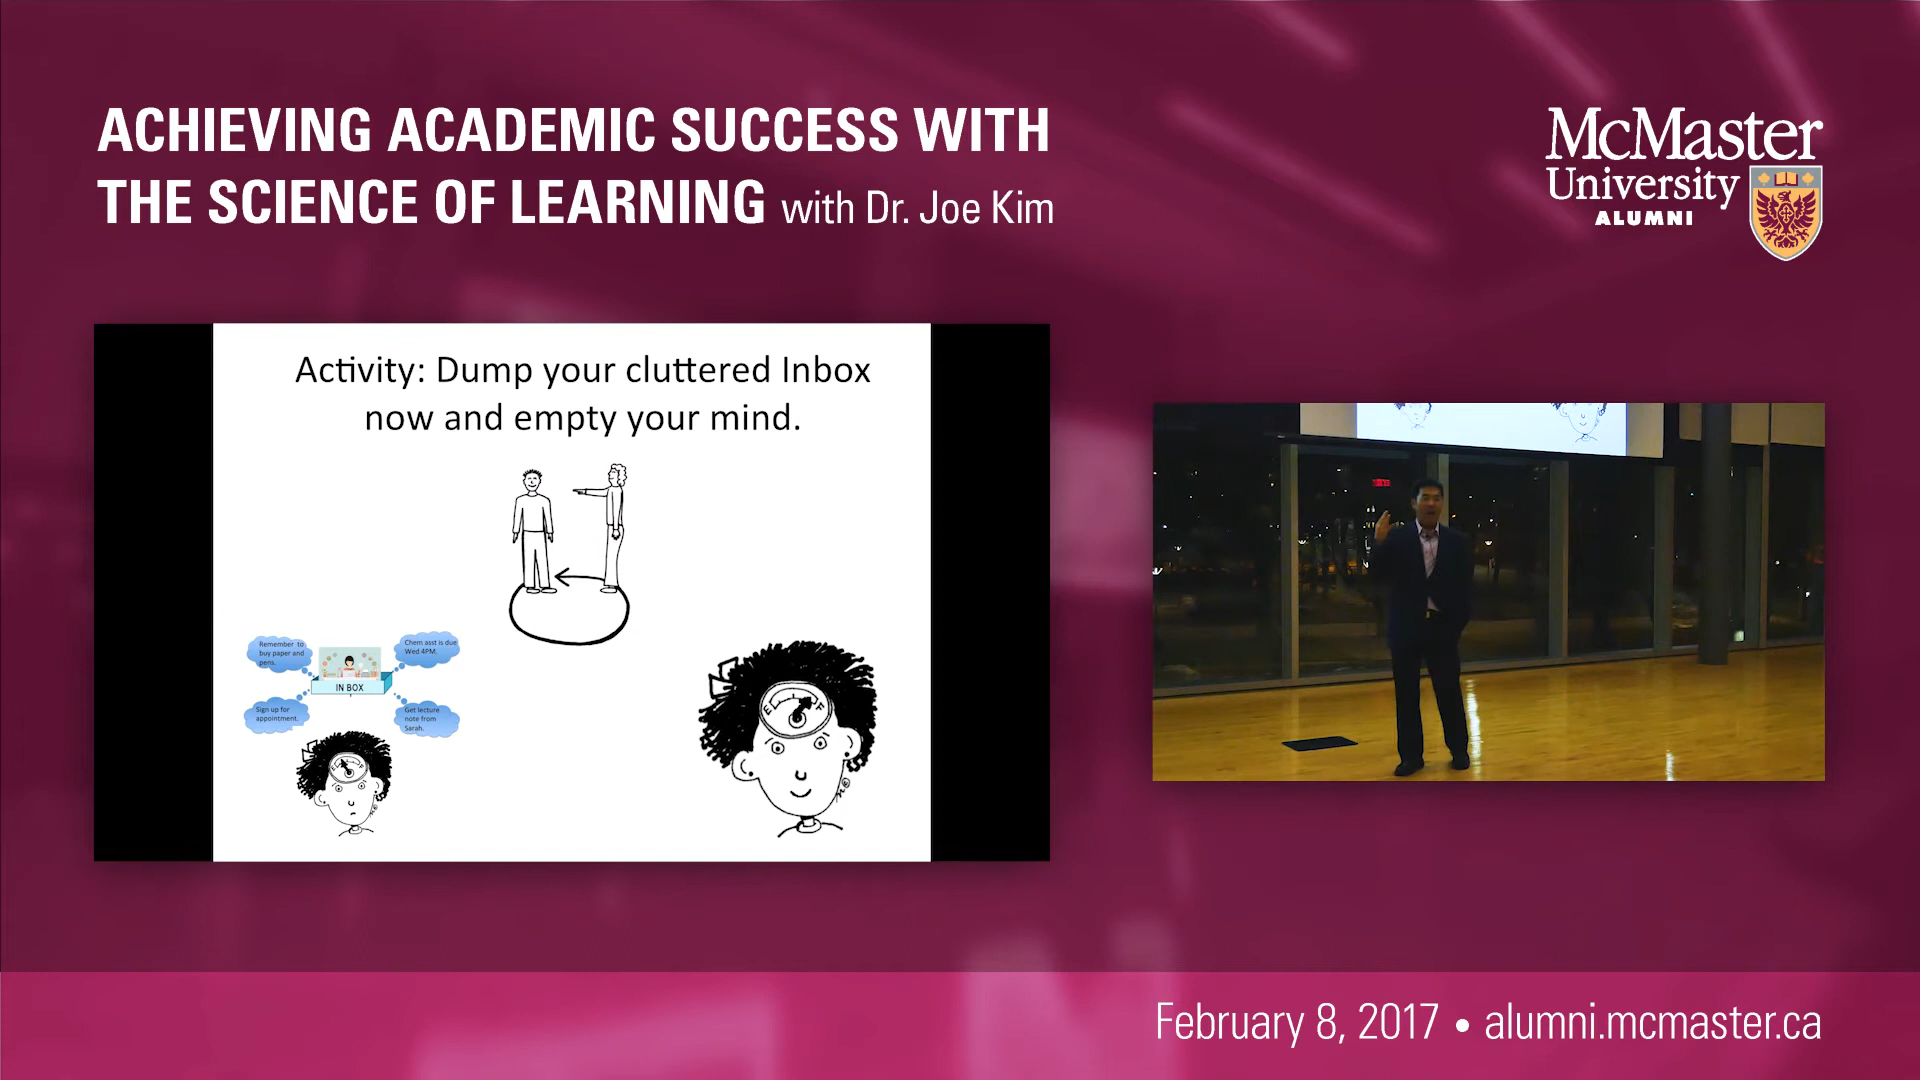 ACHIEVING ACADEMIC SUCCESS WITH
THE SCIENCE OF LEARNING with Dr. Joe Kim
McMaster
University
ALUMNI
Activity: Dump your cluttered Inbox
now and empty your mind.
Remember to
buy paper and
pens.
Chem asst is due
Wed 4PM.
IN BOX
Sign up for
appointment.
Get lecture
note from
Sarah.
E F
E F
February 8, 2017 • alumni.mcmaster.ca